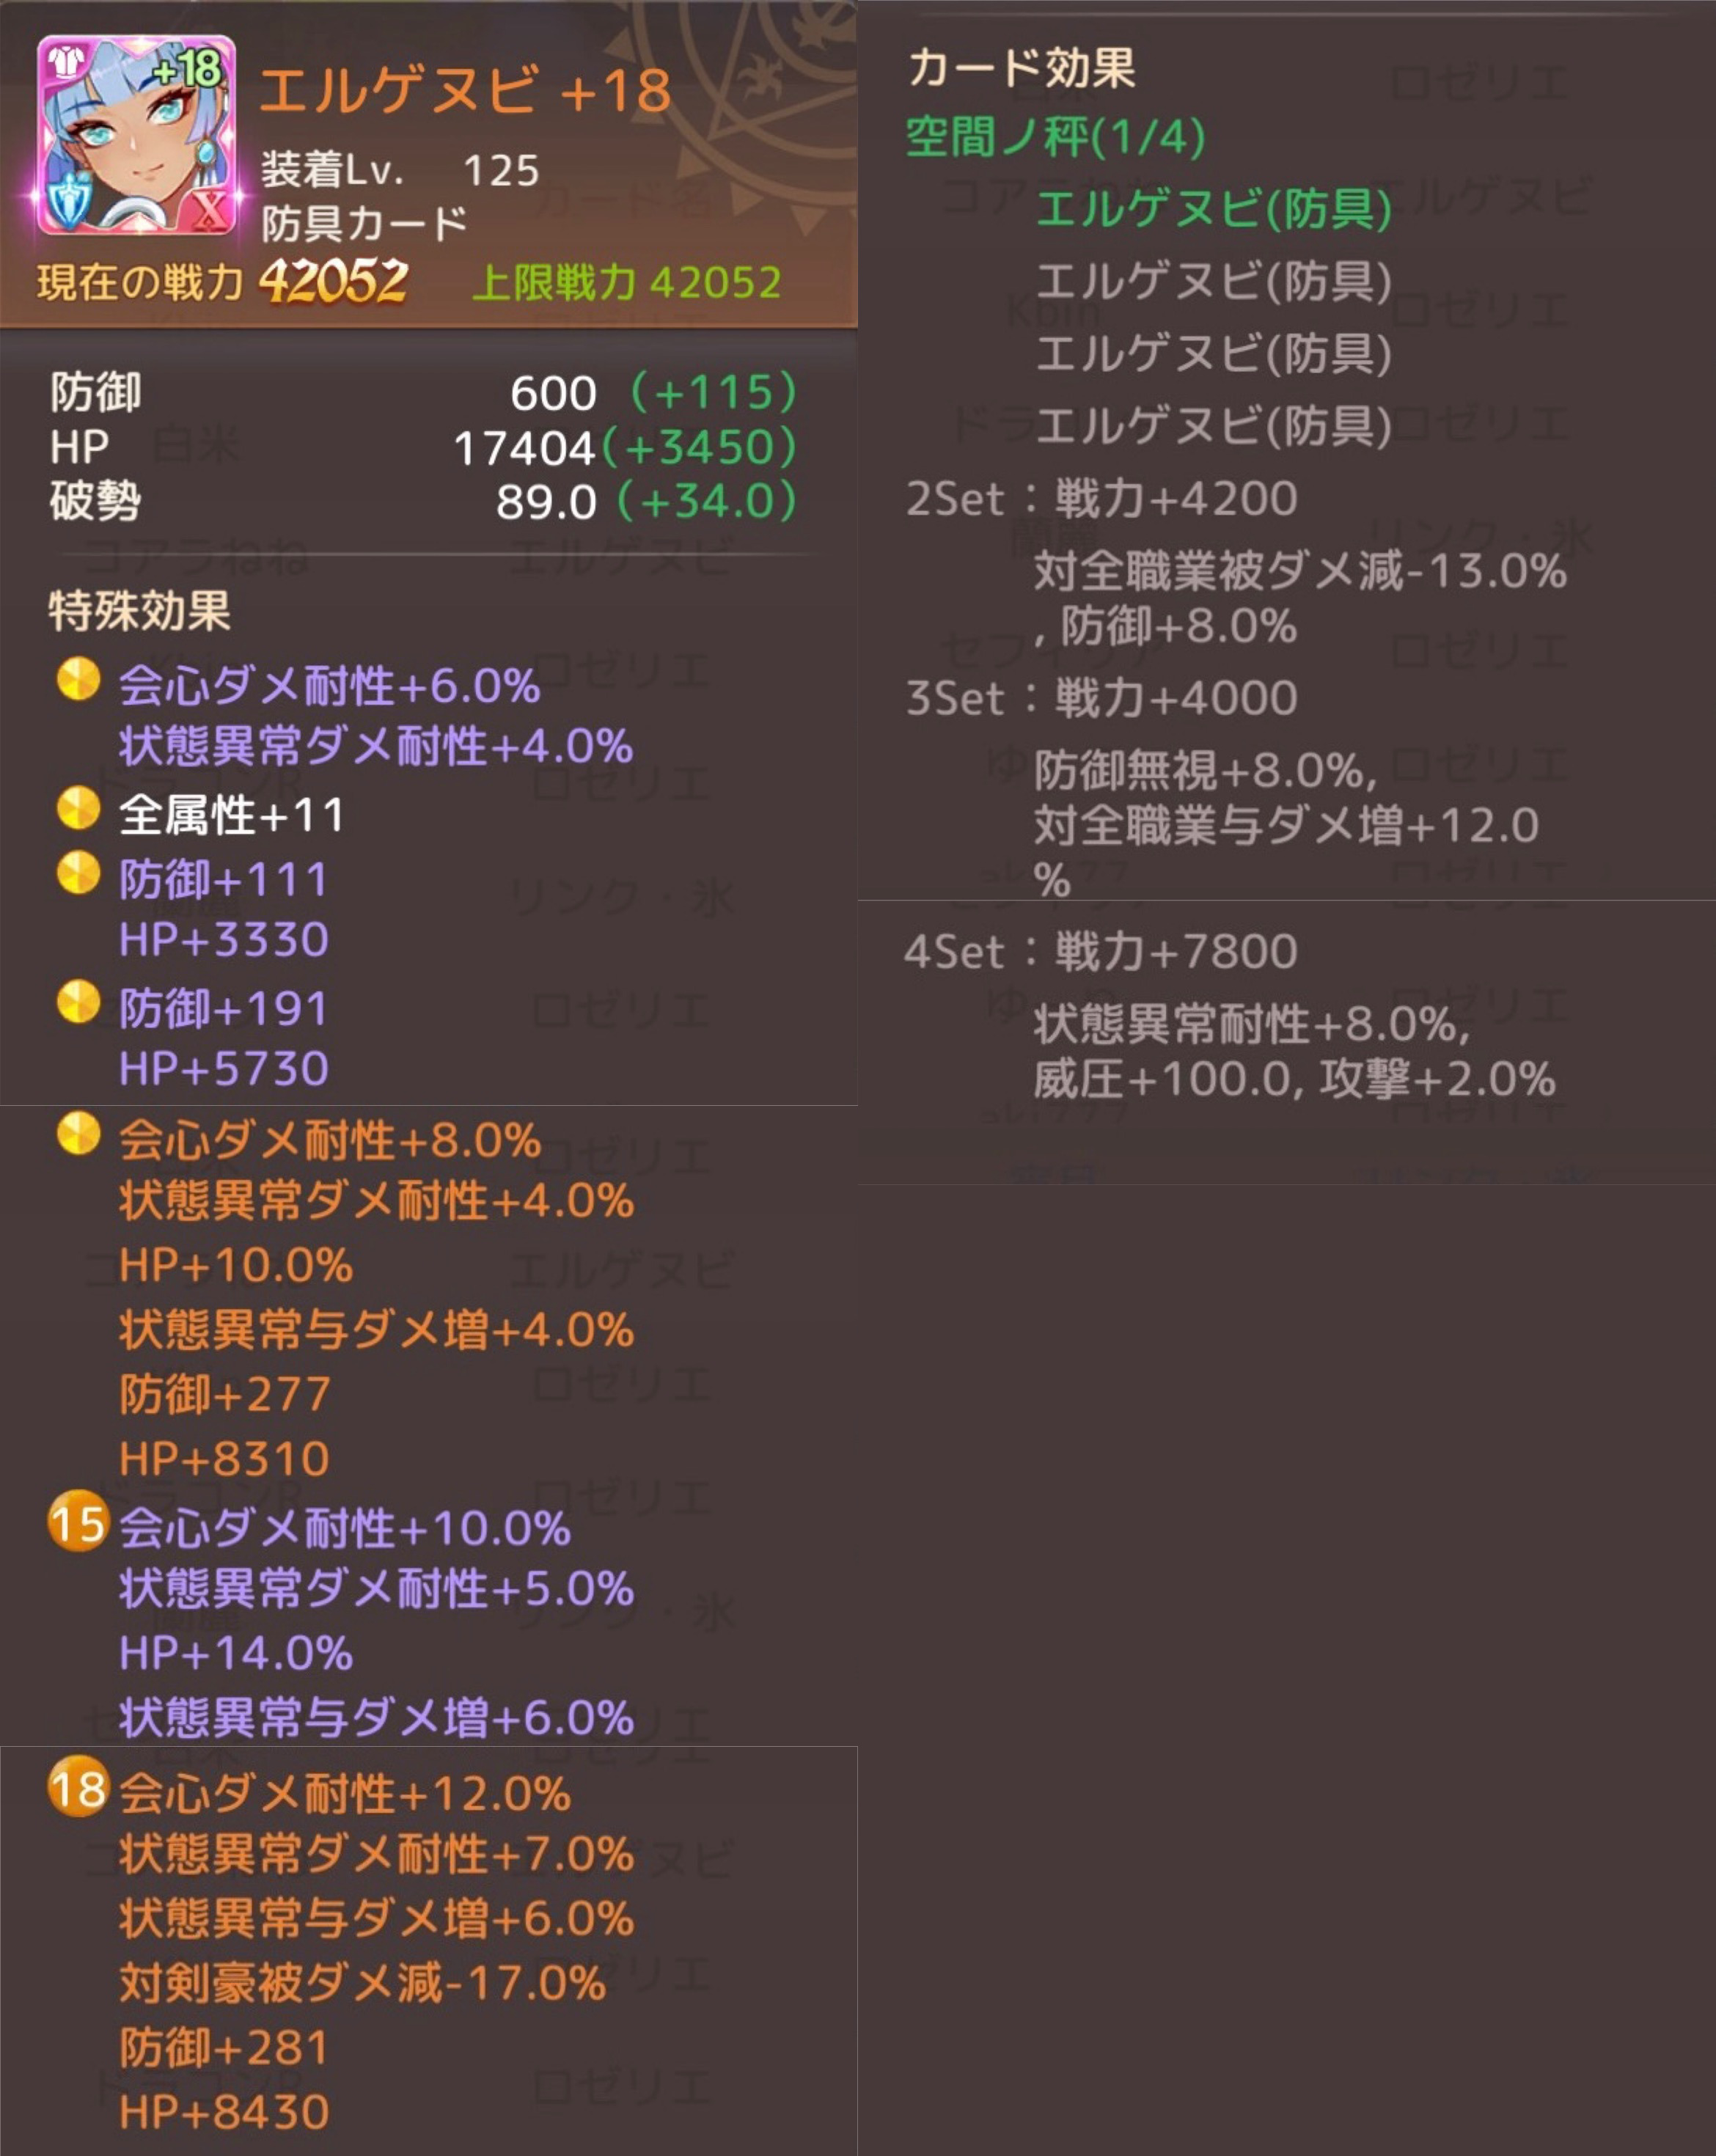 +18
エルゲヌビ +18
装着Lv. 125
防具カード
現在の戦力 42052 上限戦力 42052
防御 600 (+115)
HP 17404(+3450)
破勢 89.0 (+34.0)
特殊効果
会心ダメ耐性+6.0%
状態異常ダメ耐性+4.0%
全属性+11
防御+111
HP+3330
防御+191
HP+5730
会心ダメ耐性+8.0%
状態異常ダメ耐性+4.0%
HP+10.0%
状態異常与ダメ増+4.0%
防御+277
HP+8310
15 会心ダメ耐性+10.0%
状態異常ダメ耐性+5.0%
HP+14.0%
状態異常与ダメ増+6.0%
18 会心ダメ耐性+12.0%
状態異常ダメ耐性+7.0%
状態異常与ダメ増+6.0%
対剣豪被ダメ減-17.0%
防御+281
HP+8430
カード効果
空間ノ秤(1/4)
エルゲヌビ(防具)
エルゲヌビ(防具)
エルゲヌビ(防具)
エルゲヌビ(防具)
2Set：戦力+4200
対全職業被ダメ減-13.0%
, 防御+8.0%
3Set：戦力+4000
防御無視+8.0%,
対全職業与ダメ増+12.0
%
4Set：戦力+7800
状態異常耐性+8.0%,
威圧+100.0, 攻撃+2.0%